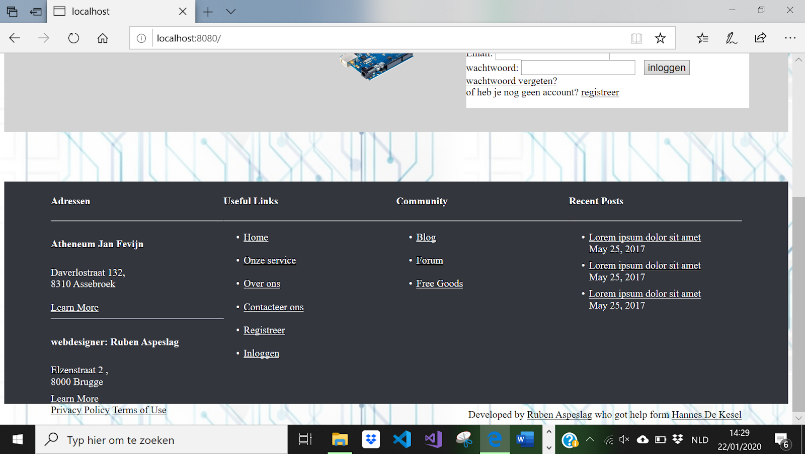 localhost
localhost:8080/
Email:
wachtwoord:
inloggen
wachtwoord vergeten?
of heb je nog geen account? registreer
Adressen
Atheneum Jan Fevijn
Daverlostraat 132,
8310 Assebroek
Learn More
webdesigner: Ruben Aspeslag
Elzenstraat 2 ,
8000 Brugge
Learn More
Privacy Policy Terms of Use
Useful Links
• Home
• Onze service
• Over ons
• Contacteer ons
• Registreer
• Inloggen
Community
• Blog
• Forum
• Free Goods
Recent Posts
• Lorem ipsum dolor sit amet
May 25, 2017
• Lorem ipsum dolor sit amet
May 25, 2017
• Lorem ipsum dolor sit amet
May 25, 2017
Developed by Ruben Aspeslag who got help form Hannes De Kesel
Typ hier om te zoeken
NLD
14:29
22/01/2020
6